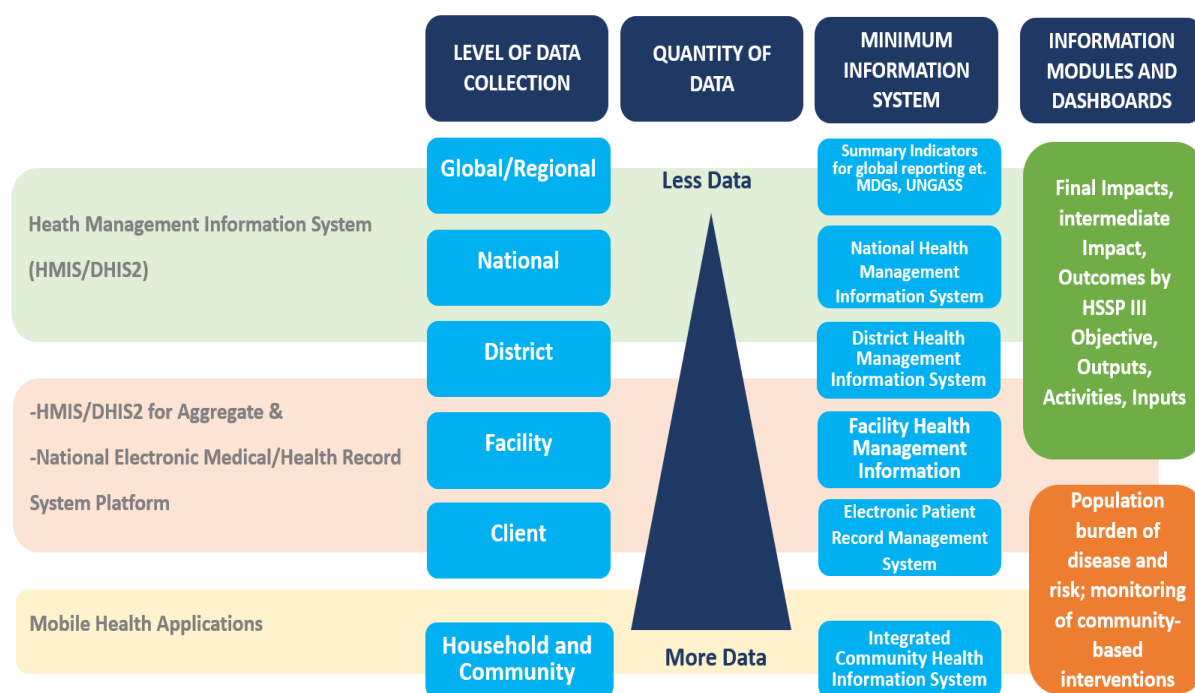 LEVEL OF DATA
COLLECTION
QUANTITY OF
DATA
MINIMUM
INFORMATION
SYSTEM
INFORMATION
MODULES AND
DASHBOARDS
Heath Management Information System
(HMIS/DHIS2)
Global/Regional
Less Data
Summary Indicators
for global reporting et.
MDGs, UNGASS
National
National Health
Management
Information System
District
District Health
Management
Information System
Final Impacts,
intermediate
Impact,
Outcomes by
HSSP III
Objective,
Outputs,
Activities, Inputs
-HMIS/DHIS2 for Aggregate &
-National Electronic Medical/Health Record
System Platform
Facility
Facility Health
Management
Information
Client
Electronic Patient
Record Management
System
Mobile Health Applications
Household and
Community
More Data
Integrated
Community Health
Information System
Population
burden of
disease and
risk; monitoring
of community-
based
interventions